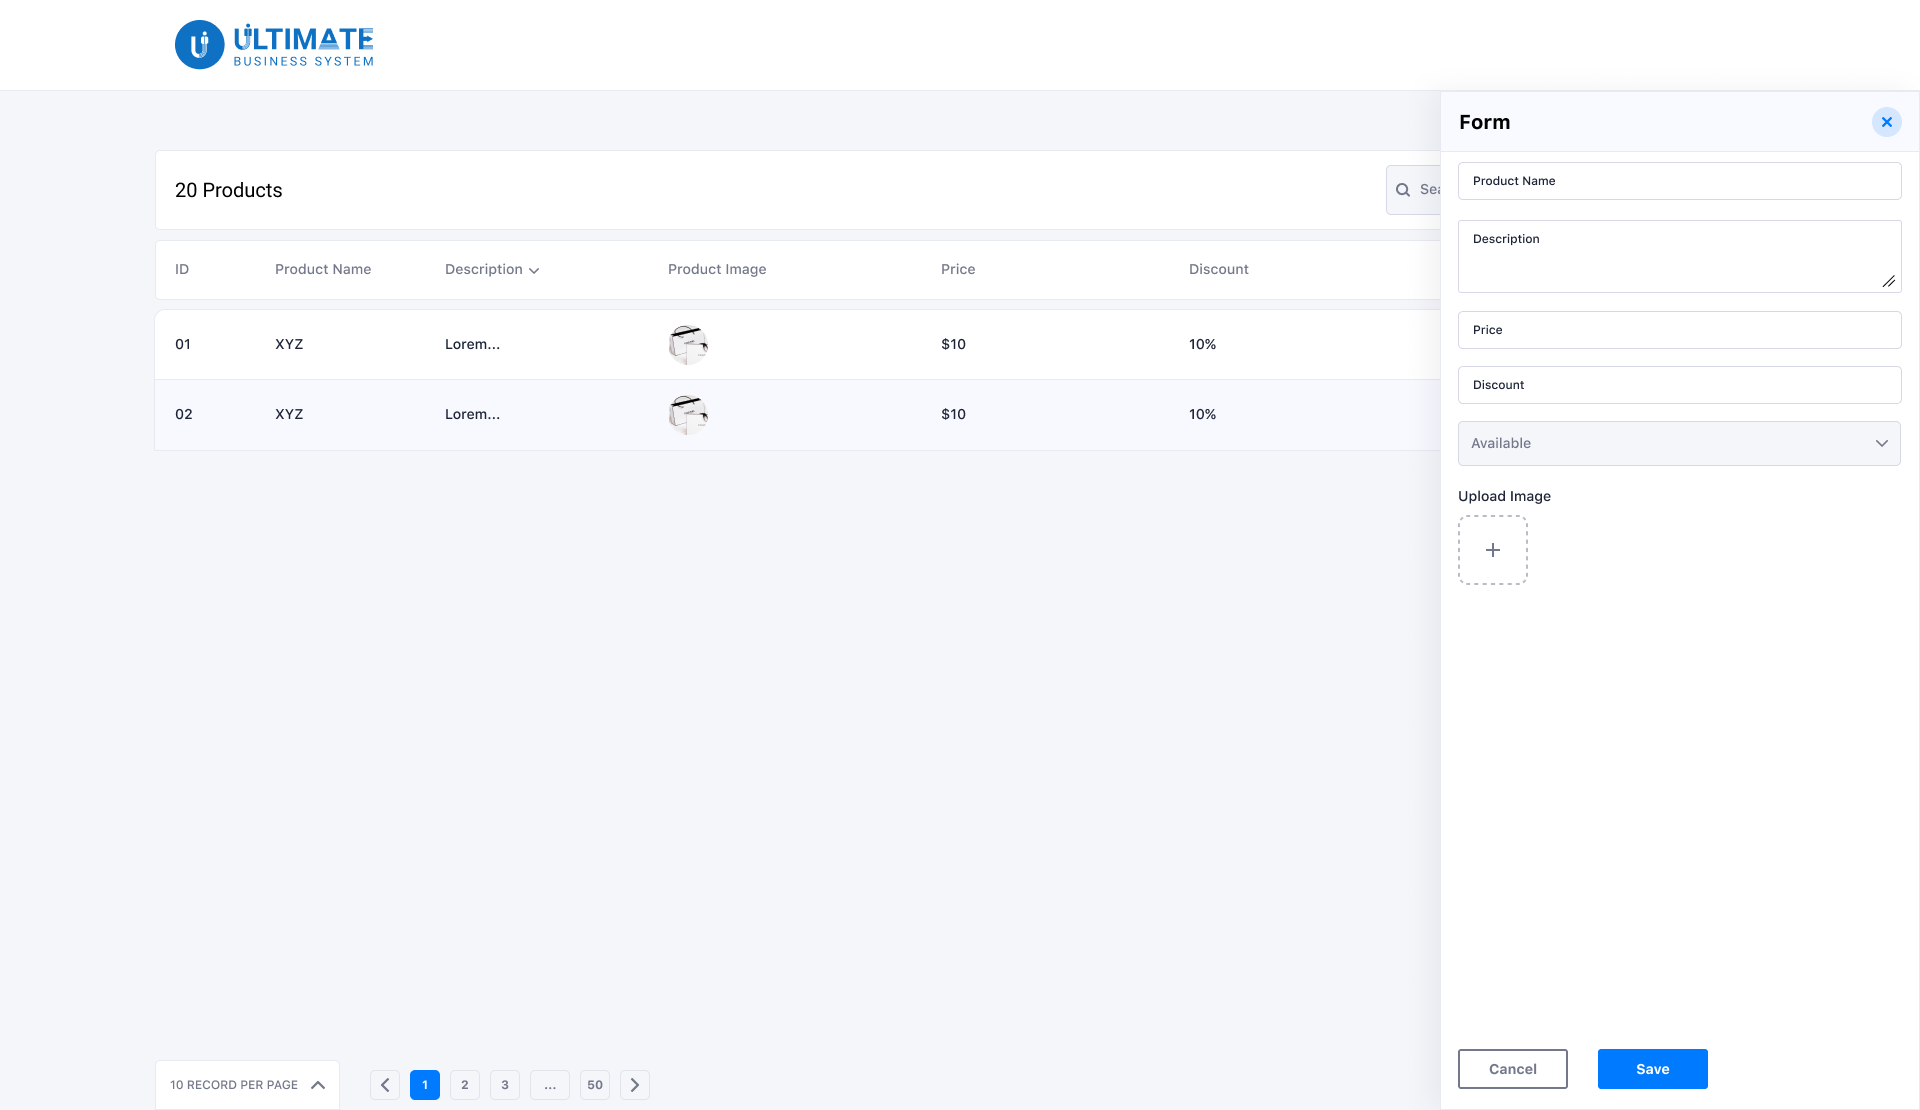 ULTIMATE
BUSINESS SYSTEM
20 Products
ID Product Name Description Product Image Price Discount
01 XYZ Lorem... $10 10%
02 XYZ Lorem... $10 10%
10 RECORD PER PAGE 1 2 3 ... 50
Form
Product Name
Description
Price
Discount
Available
Upload Image
Cancel Save